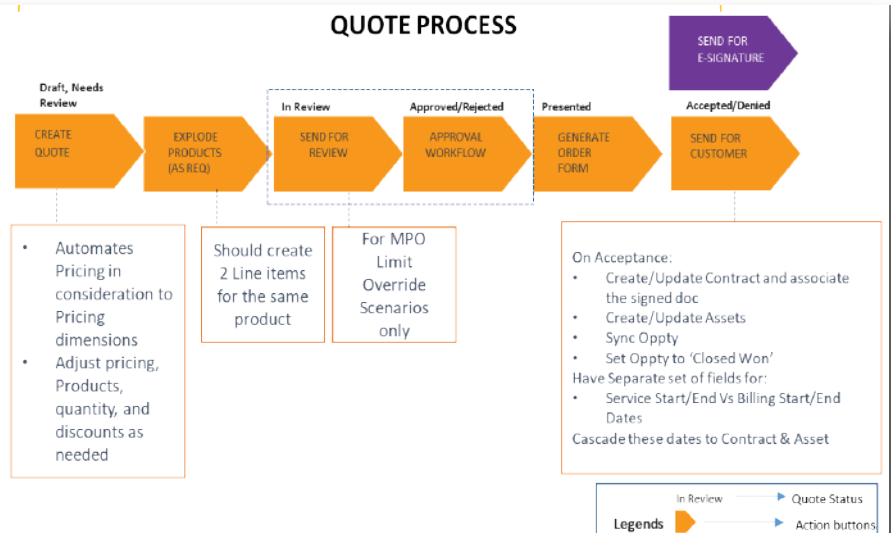 QUOTE PROCESS
SEND FOR
E-SIGNATURE
Draft, Needs
Review
In Review
Approved/Rejected
Presented
Accepted/Denied
CREATE
QUOTE
EXPLODE
PRODUCTS
(AS REQ)
SEND FOR
REVIEW
APPROVAL
WORKFLOW
GENERATE
ORDER
FORM
SEND FOR
CUSTOMER
• Automates
Pricing in
consideration to
Pricing
dimensions
• Adjust pricing,
Products,
quantity, and
discounts as
needed
Should create
2 Line items
for the same
product
For MPO
Limit
Override
Scenarios
only
On Acceptance:
• Create/Update Contract and associate
the signed doc
• Create/Update Assets
• Sync Oppty
• Set Oppty to ‘Closed Won’
Have Separate set of fields for:
• Service Start/End Vs Billing Start/End
Dates
Cascade these dates to Contract & Asset
In Review Quote Status
Legends Action buttons